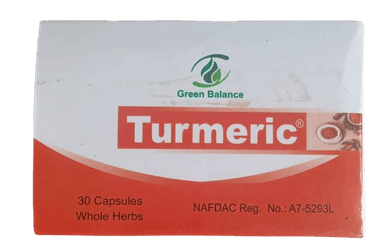 Green Balance
Turmeric®
30 Capsules
Whole Herbs
NAFDAC Reg. No.: A7-5293L